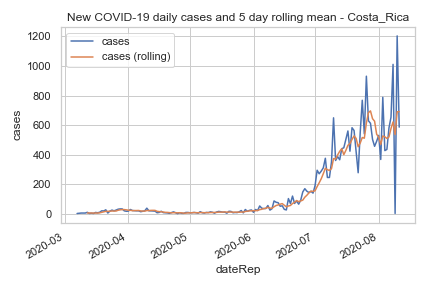 New COVID-19 daily cases and 5 day rolling mean - Costa_Rica
cases
cases (rolling)
1200
1000
800
600
400
200
0
cases
2020-03
2020-04
2020-05
2020-06
2020-07
2020-08
dateRep